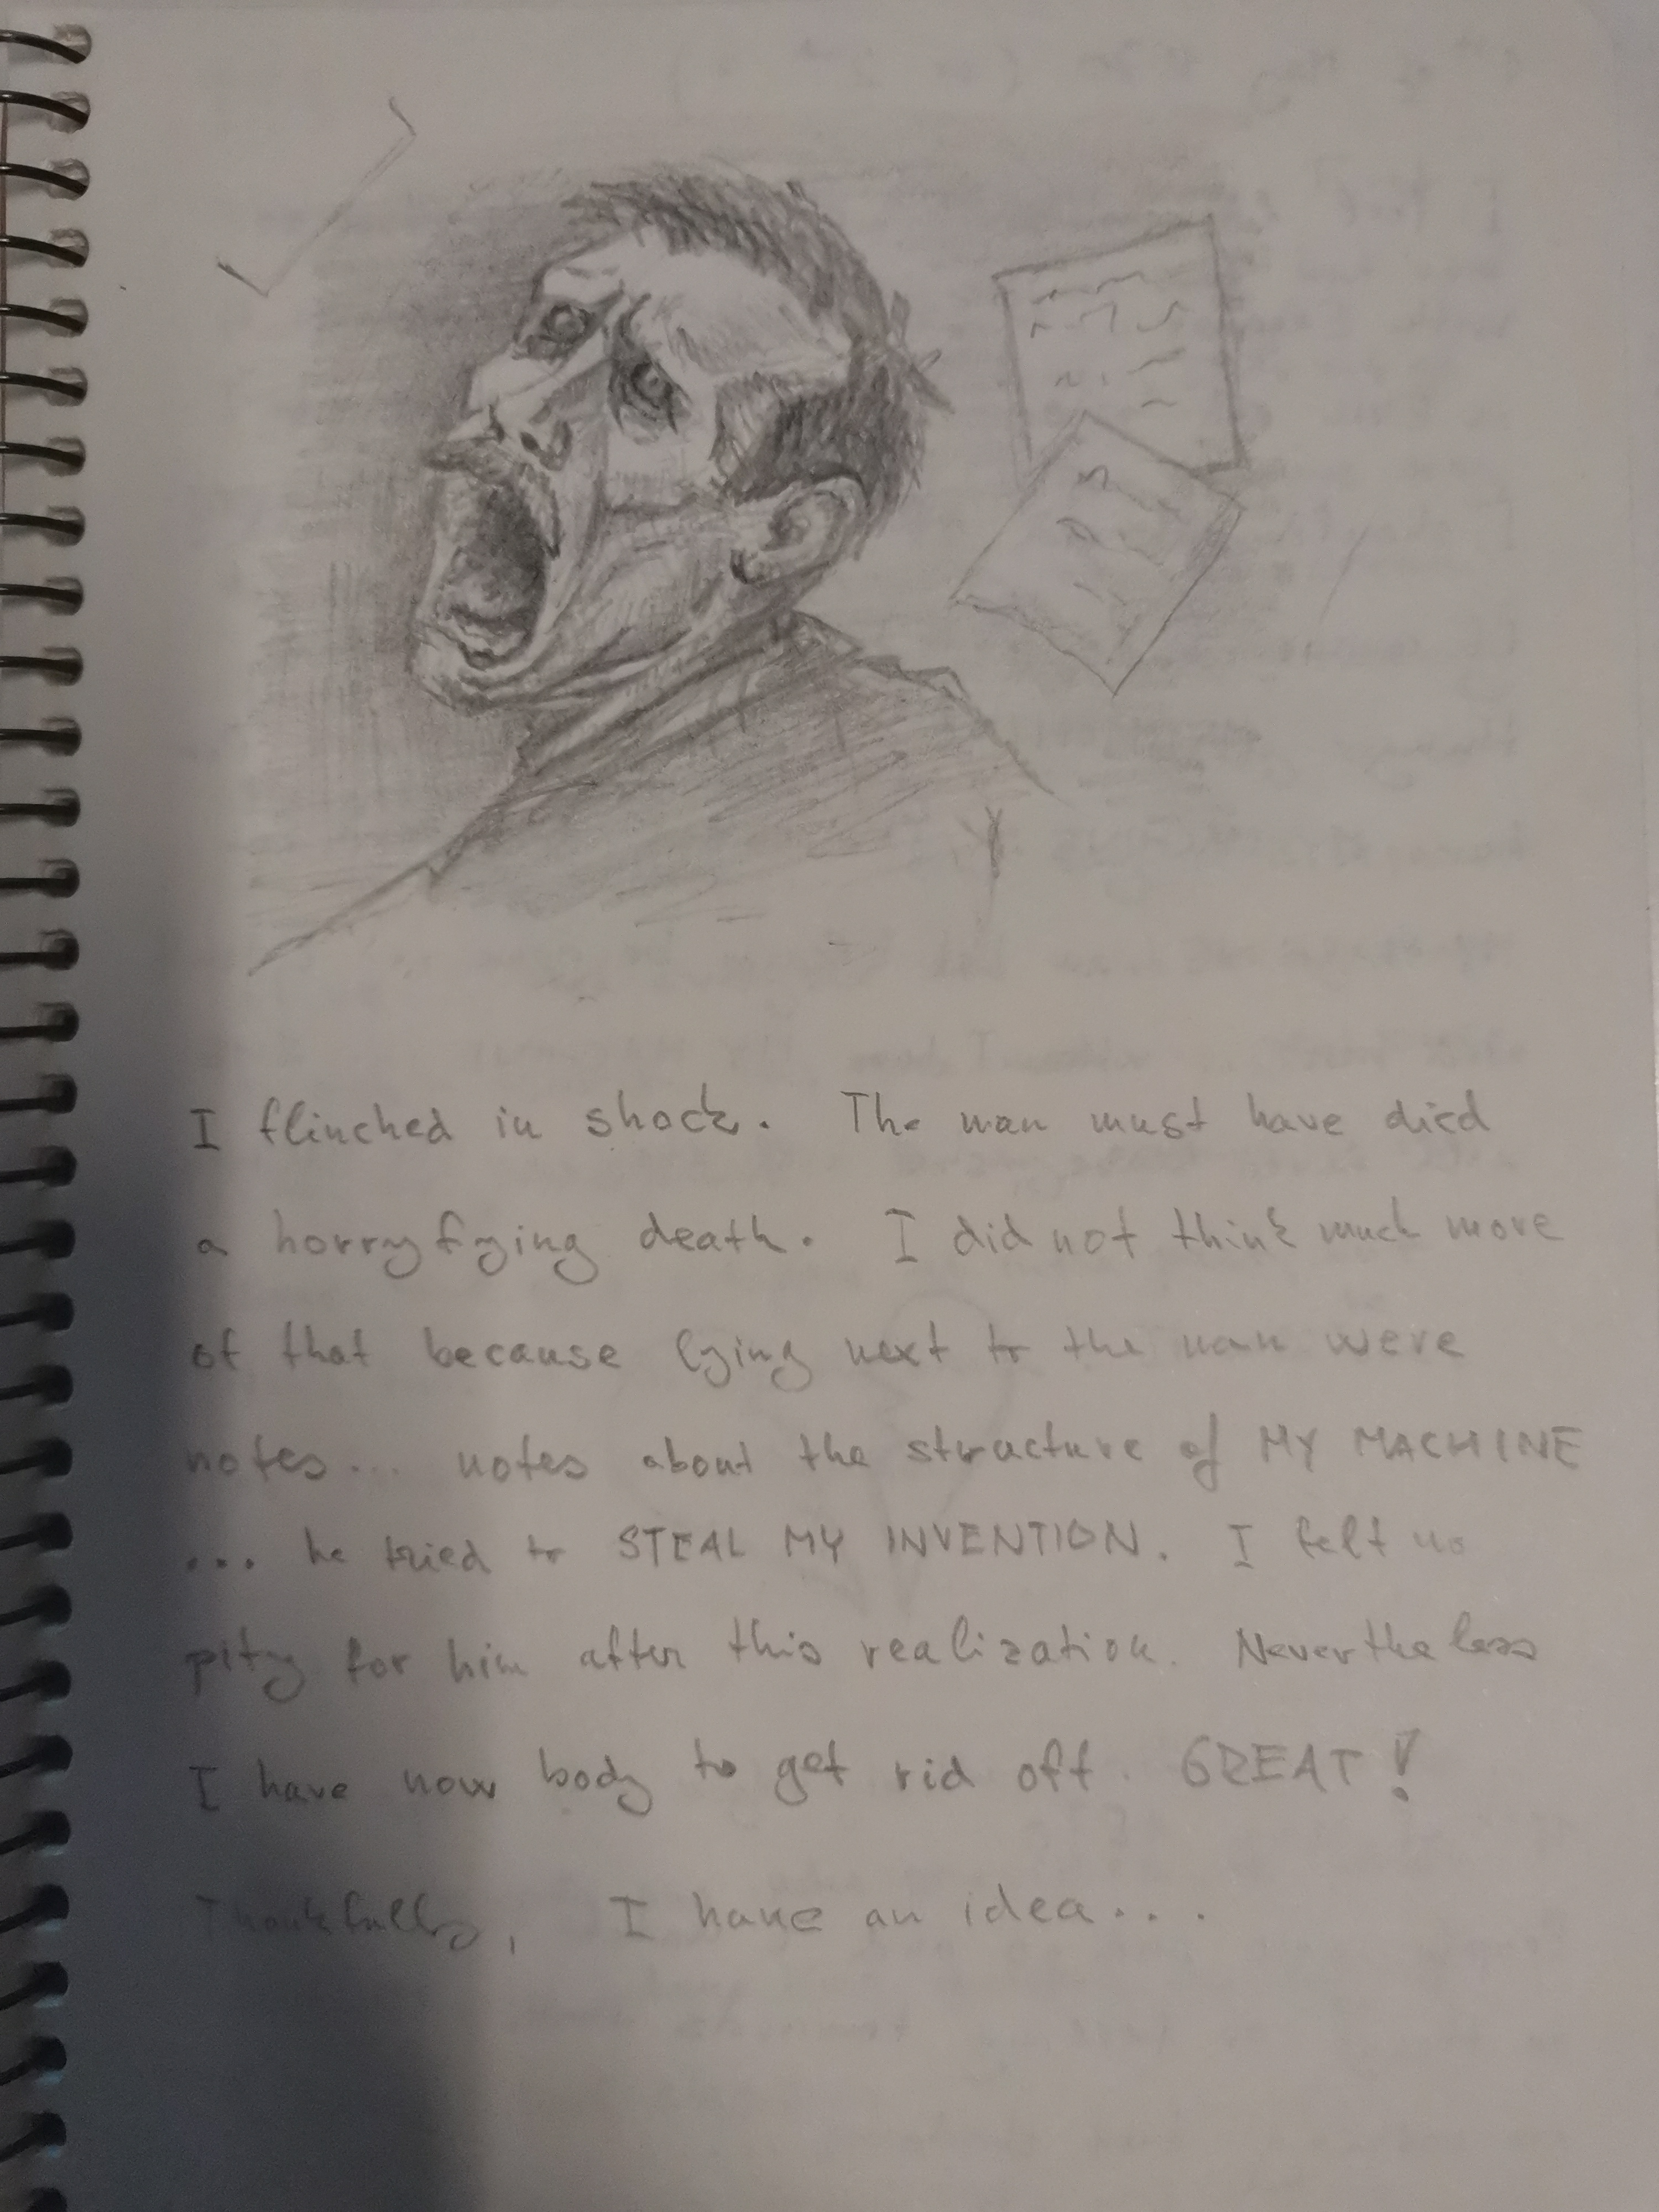 I flinched in shock. The man must have died
a horryfying death. I did not think much more
of that because lying next to the man were
notes... notes about the structure of MY MACHINE
... he tried to STEAL MY INVENTION. I felt no
pity for him after this realization. Nevertheless
I have now body to get rid off. GREAT!
Thankfully, I have an idea...